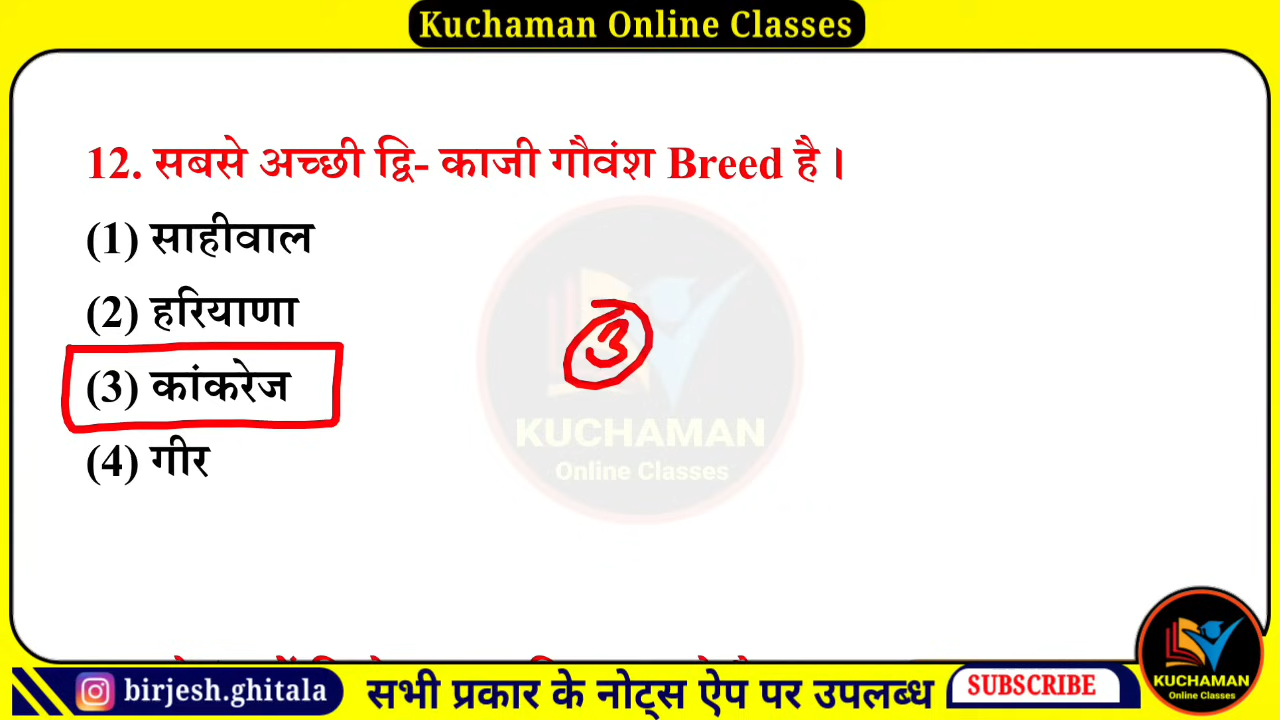 Kuchaman Online Classes
12. सबसे अच्छी द्वि- काजी गौवंश Breed है।
(1) साहीवाल
(2) हरियाणा
(3) कांकरेज
3
(4) गीर
KUCHAMAN
Online Classes
birjesh.ghitala
सभी प्रकार के नोट्स ऐप पर उपलब्ध
SUBSCRIBE
KUCHAMAN
Online Classes